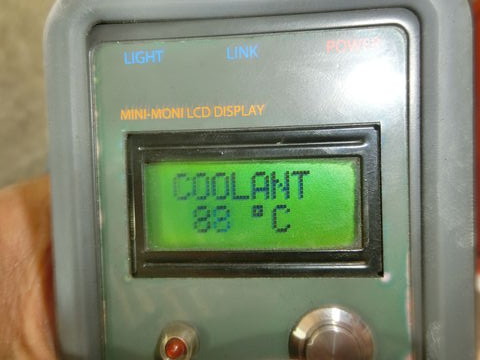 LIGHT LINK POWER
MINI-MONI LCD DISPLAY
COOLANT
88 °C